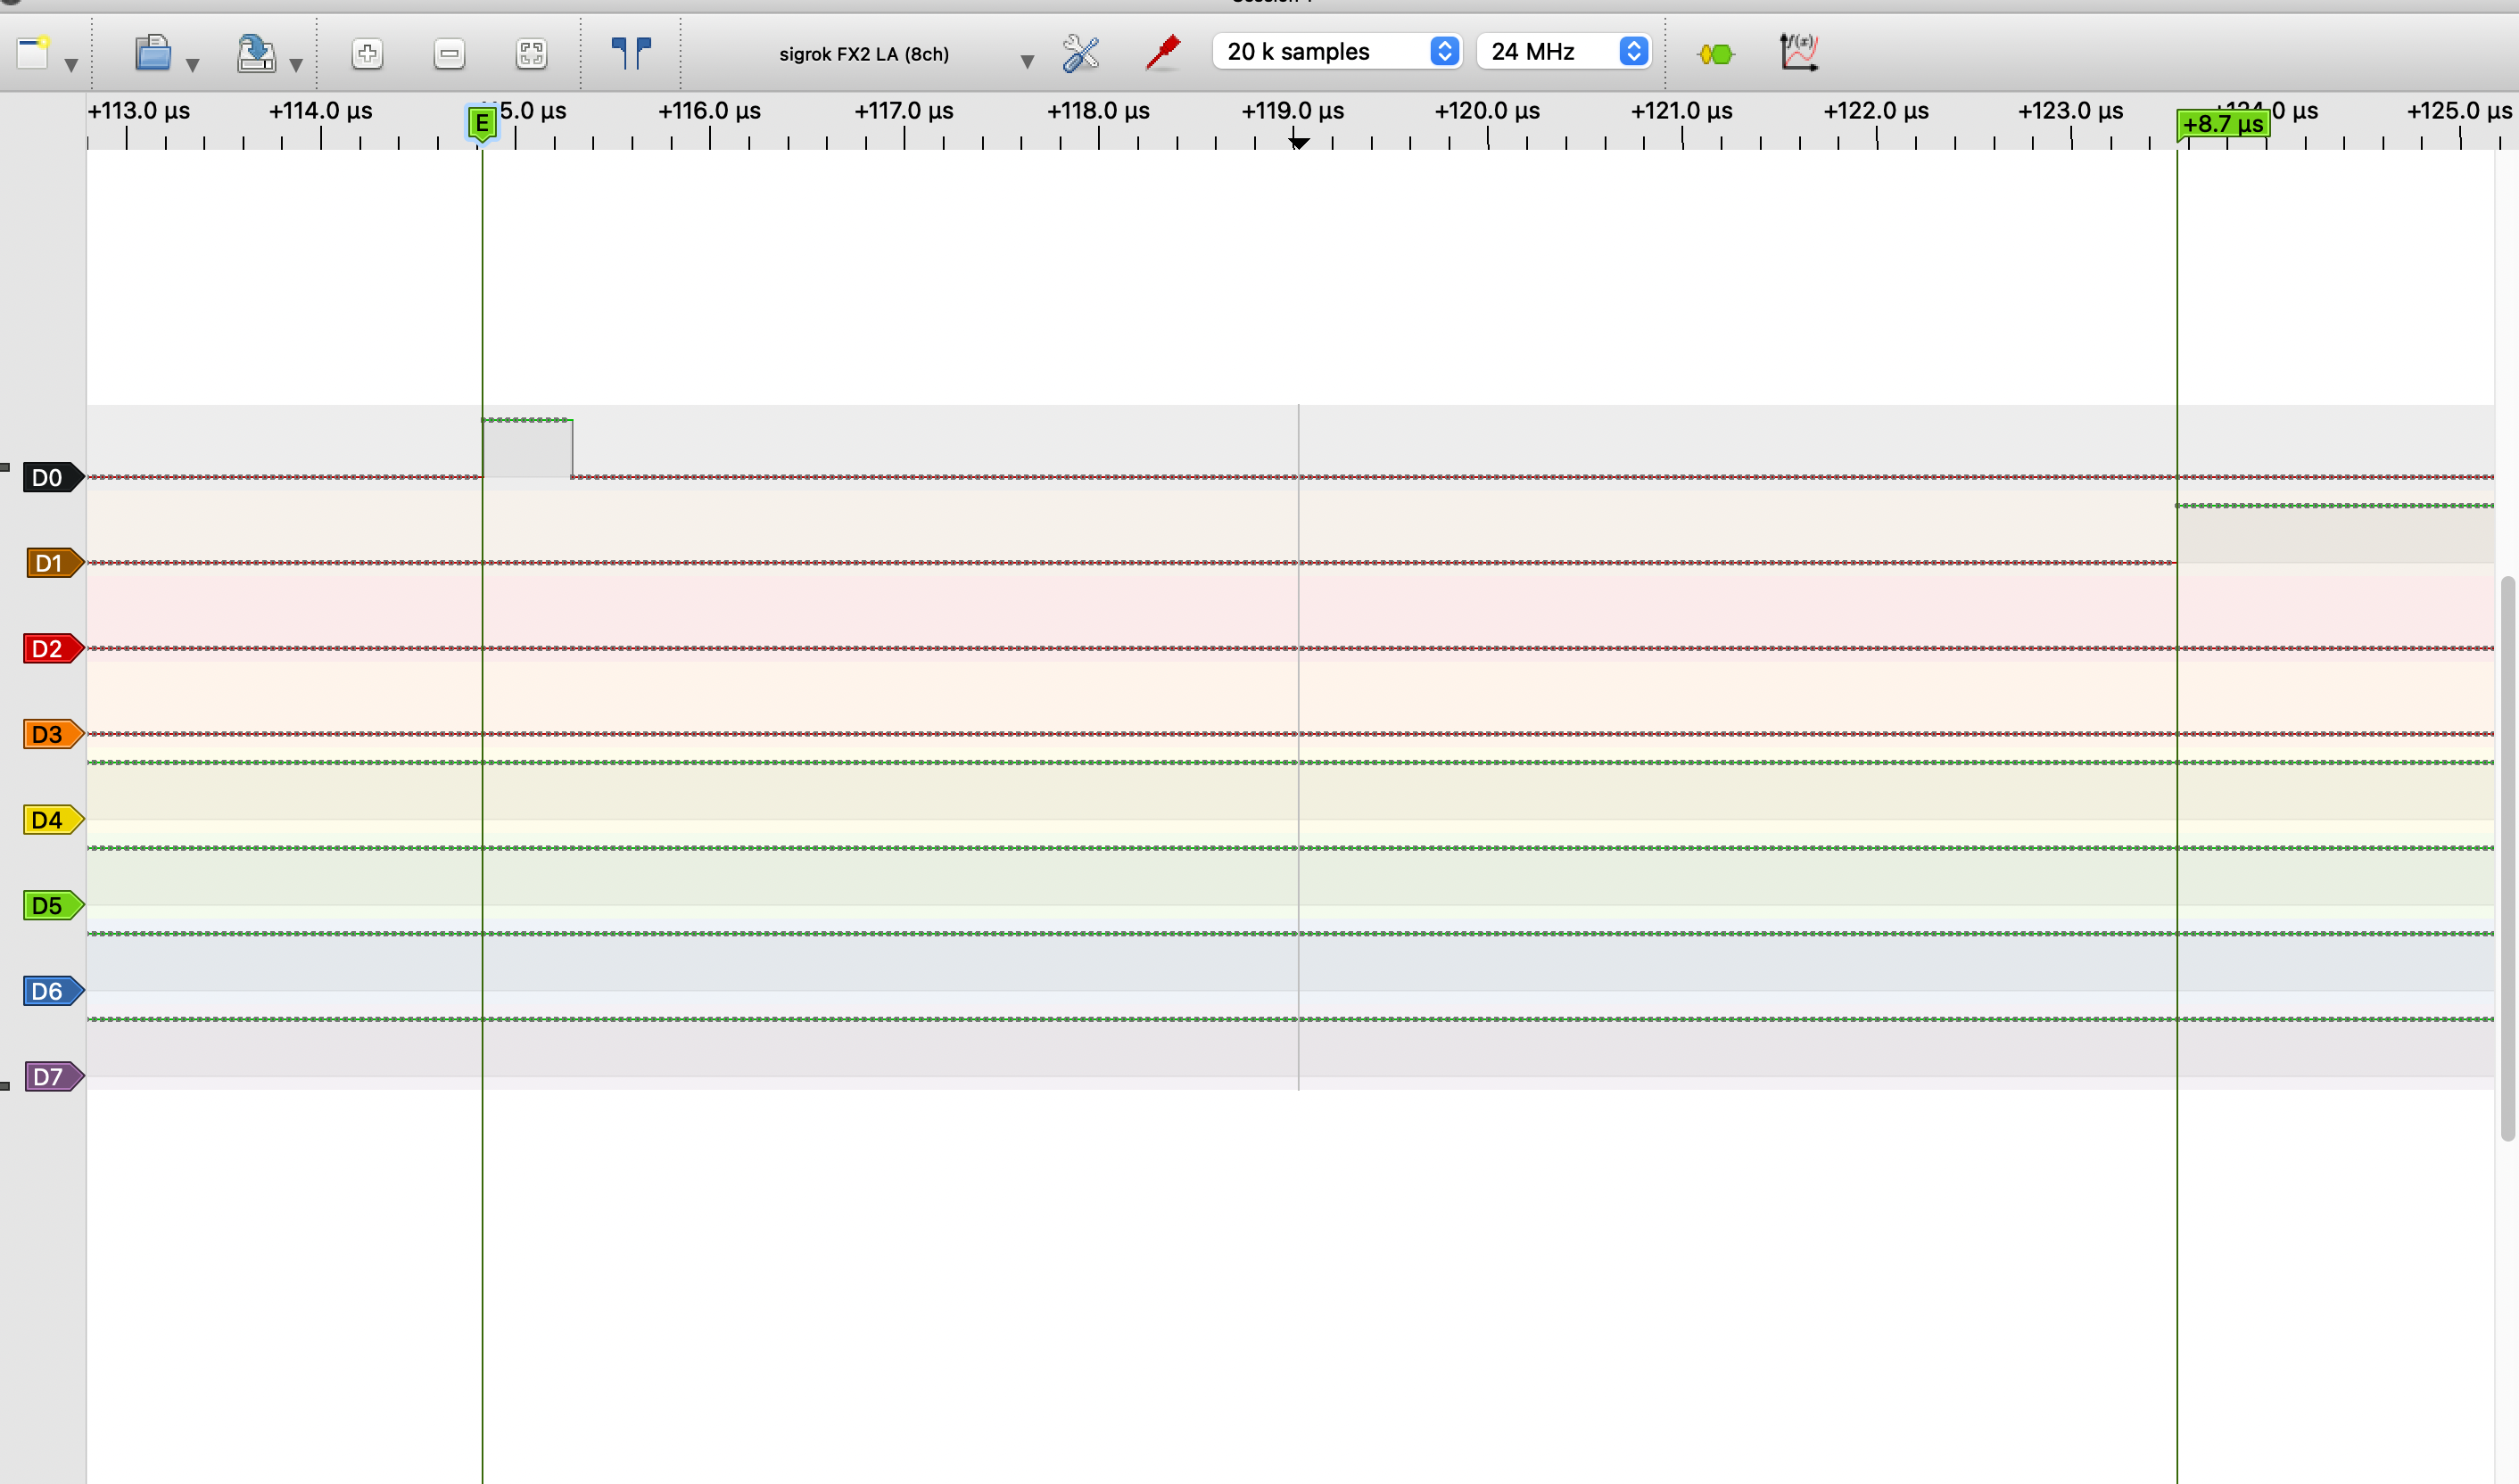 sigrok FX2 LA (8ch) 20 k samples 24 MHz f(x)
+113.0 µs +114.0 µs E 5.0 µs +116.0 µs +117.0 µs +118.0 µs +119.0 µs +120.0 µs +121.0 µs +122.0 µs +123.0 µs +8.7 µs 0 µs +125.0 µs
D0
D1
D2
D3
D4
D5
D6
D7